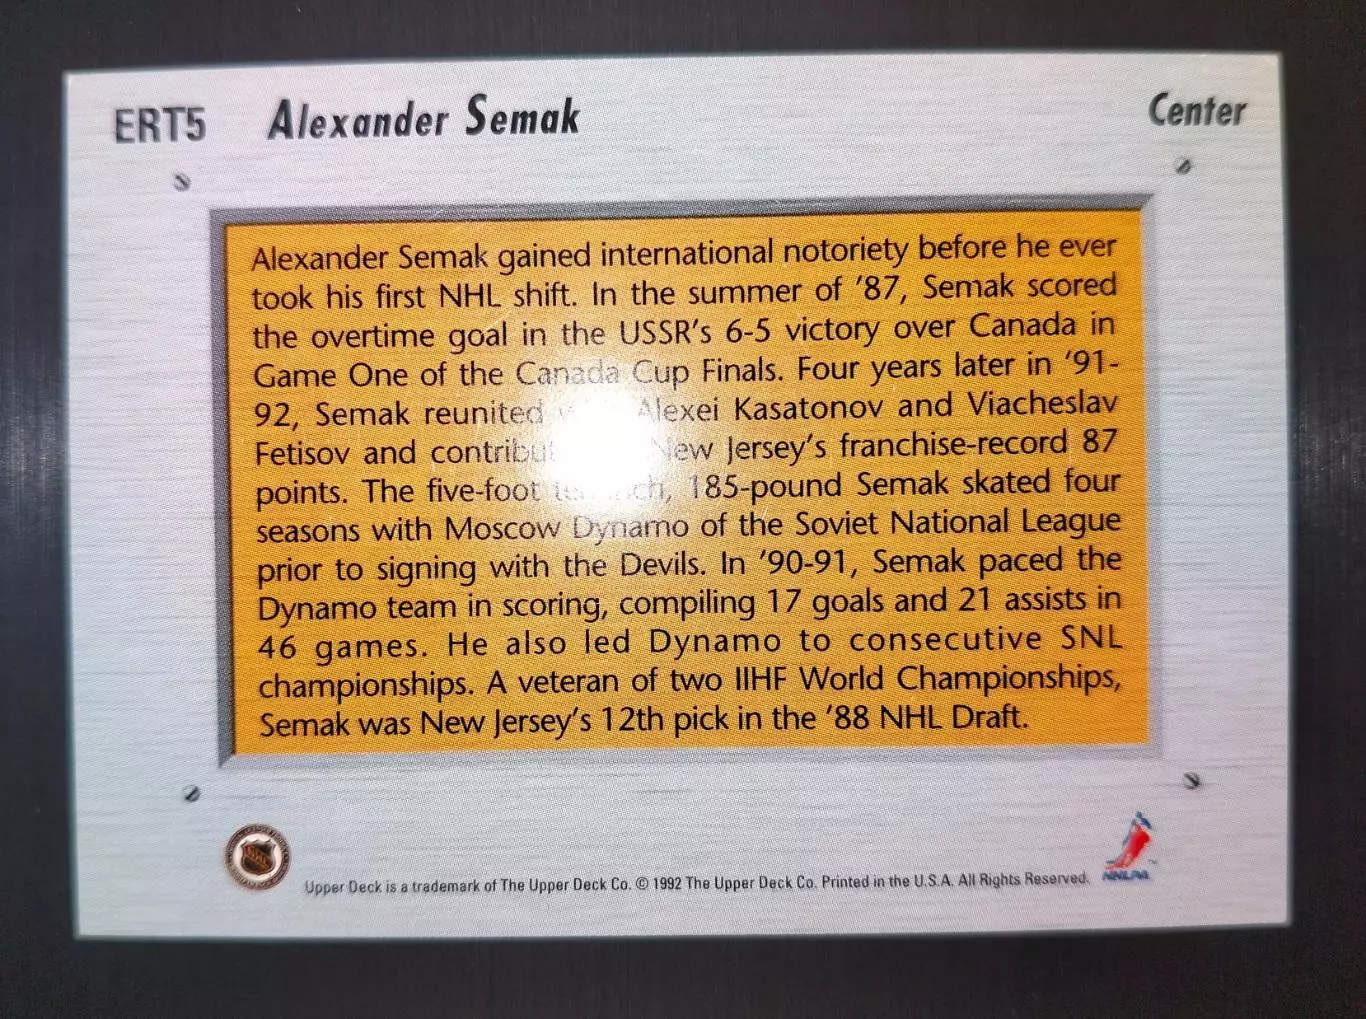 ERT5 Alexander Semak Center
Alexander Semak gained international notoriety before he ever
took his first NHL shift. In the summer of '87, Semak scored
the overtime goal in the USSR's 6-5 victory over Canada in
Game One of the Canada Cup Finals. Four years later in '91-
92, Semak reunited Alexei Kasatonov and Viacheslav
Fetisov and New Jersey's franchise-record 87
points. The five-foot 185-pound Semak skated four
seasons with Moscow Dynamo of the Soviet National League
prior to signing with the Devils. In '90-91, Semak paced the
Dynamo team in scoring, compiling 17 goals and 21 assists in
46 games. He also led Dynamo to consecutive SNL
championships. A veteran of two IIHF World Championships,
Semak was New Jersey's 12th pick in the '88 NHL Draft.
Upper Deck is a trademark of The Upper Deck Co. © 1992 The Upper Deck Co. Printed in the U.S.A. All Rights Reserved.
NHLPA